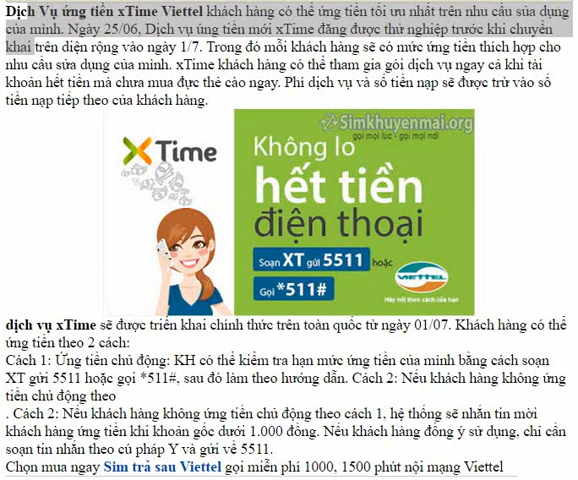 Dịch Vụ ứng tiền xTime Viettel khách hàng có thể ứng tiền tối ưu nhất trên nhu cầu sủa dụng
của mình. Ngày 25/06, Dịch vụ ủng tiền mới xTime đăng được thử nghiệp trước khi chuyển
khai trên diện rộng vào ngày 1/7. Trong đó mỗi khách hàng sẽ có mức ứng tiền thích hợp cho
nhu cầu sửa dụng của mình. xTime khách hàng có thể tham gia gói dịch vụ ngay cả khi tài
khoản hết tiền mà chưa mua đực thẻ cào ngay. Phí dịch vụ và số tiền nạp sẽ được trừ vào số
tiền nạp tiếp theo của khách hàng.
Simkhuyenmai.org
gọi mọi lúc - gọi mọi nơi
XTime
Không lo
hết tiền
điện thoại
Soạn XT gửi 5511 hoặc
Gọi *511#
VIETTEL
Hãy nói theo cách của bạn
dịch vụ xTime sẽ được triển khai chính thức trên toàn quốc từ ngày 01/07. Khách hàng có thể
ứng tiền theo 2 cách:
Cách 1: Ứng tiền chủ động: KH có thể kiểm tra hạn mức ứng tiền của mình bằng cách soạn
XT gửi 5511 hoặc gọi *511#, sau đó làm theo hướng dẫn. Cách 2: Nếu khách hàng không ứng
tiền chủ động theo
. Cách 2: Nếu khách hàng không ứng tiền chủ động theo cách 1, hệ thống sẽ nhắn tin mời
khách hàng ứng tiền khi khoản gốc dưới 1.000 đồng. Nếu khách hàng đồng ý sử dụng, chỉ cần
soạn tin nhắn theo cú pháp Y và gửi về 5511.
Chọn mua ngay Sim trả sau Viettel gọi miễn phí 1000, 1500 phút nội mạng Viettel